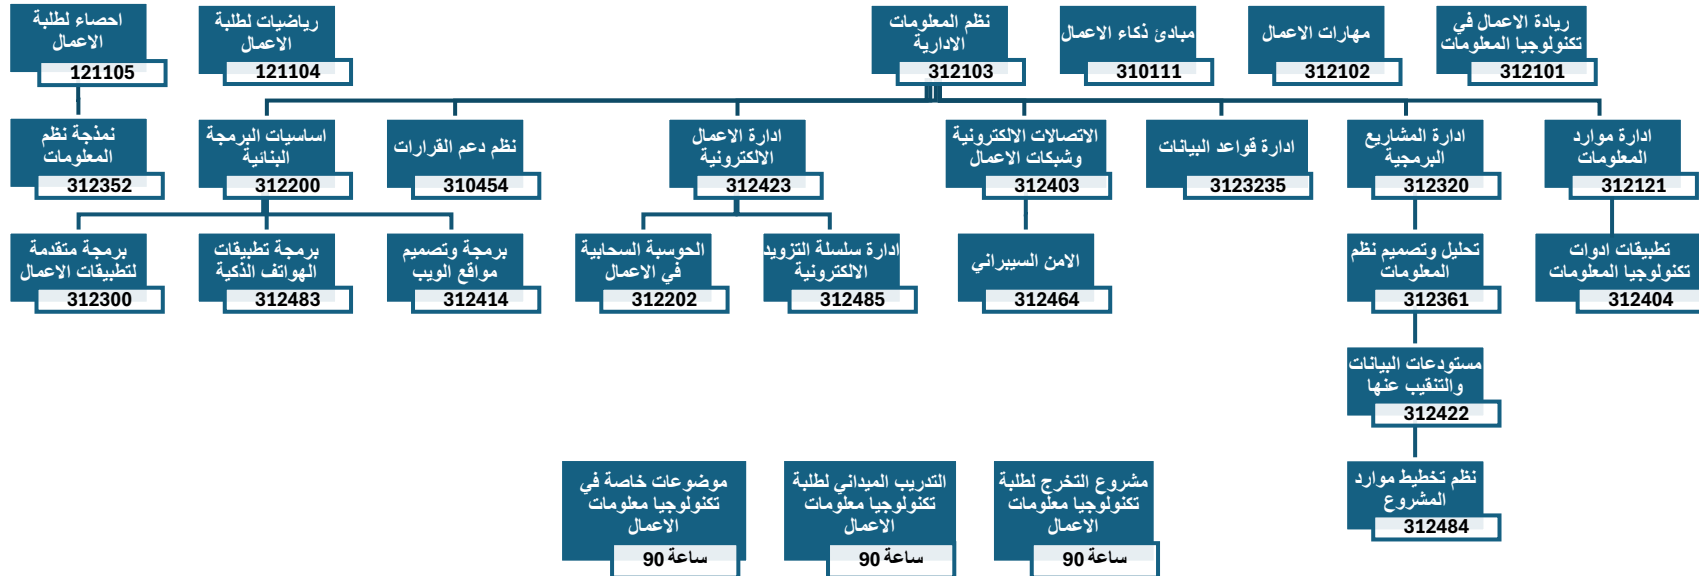 ريادة الاعمال في
تكنولوجيا المعلومات
312101
مهارات الاعمال
312102
مبادئ ذكاء الاعمال
310111
نظم المعلومات
الادارية
312103
رياضيات لطلبة
الاعمال
121104
احصاء لطلبة
الاعمال
121105
ادارة موارد
المعلومات
312121
ادارة المشاريع
البرمجية
312320
ادارة قواعد البيانات
3123235
الاتصالات الالكترونية
وشبكات الاعمال
312403
ادارة الاعمال
الالكترونية
312423
نظم دعم القرارات
310454
اساسيات البرمجة
البنائية
312200
نمذجة نظم
المعلومات
312352
تطبيقات ادوات
تكنولوجيا المعلومات
312404
تحليل وتصميم نظم
المعلومات
312361
الامن السيبراني
312464
ادارة سلسلة التزويد
الالكترونية
312485
الحوسبة السحابية
في الاعمال
312202
برمجة وتصميم
مواقع الويب
312414
برمجة تطبيقات
الهواتف الذكية
312483
برمجة متقدمة
لتطبيقات الاعمال
312300
مستودعات البيانات
والتنقيب عنها
312422
نظم تخطيط موارد
المشروع
312484
مشروع التخرج لطلبة
تكنولوجيا معلومات
الاعمال
90 ساعة
التدريب الميداني لطلبة
تكنولوجيا معلومات
الاعمال
90 ساعة
موضوعات خاصة في
تكنولوجيا معلومات
الاعمال
90 ساعة